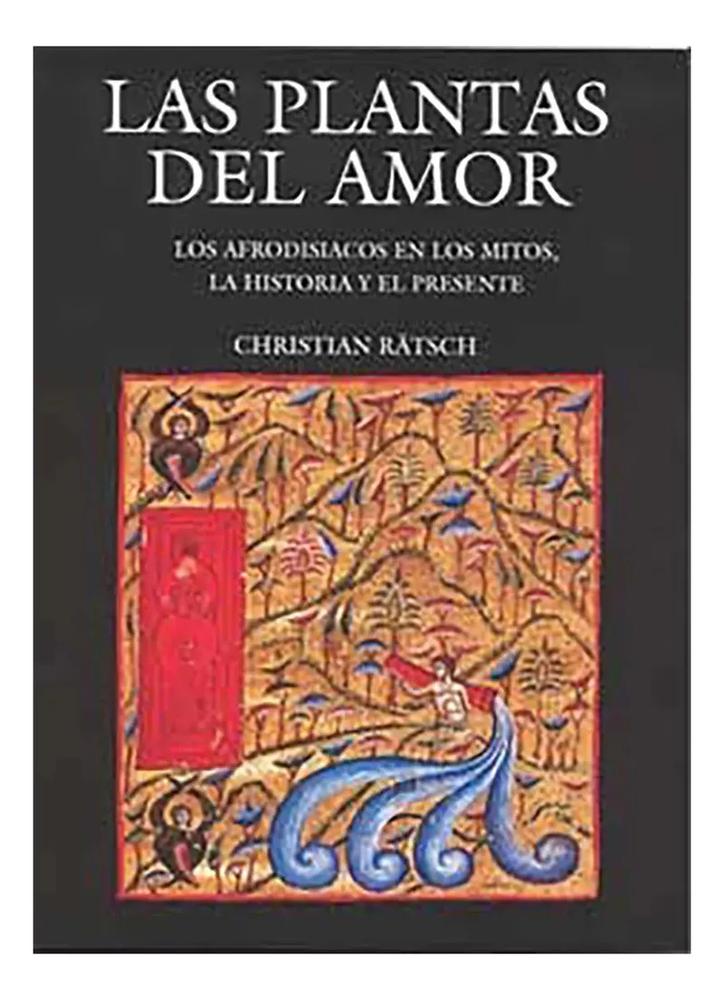 LAS PLANTAS
DEL AMOR
LOS AFRODISIACOS EN LOS MITOS,
LA HISTORIA Y EL PRESENTE
CHRISTIAN RÄTSCH